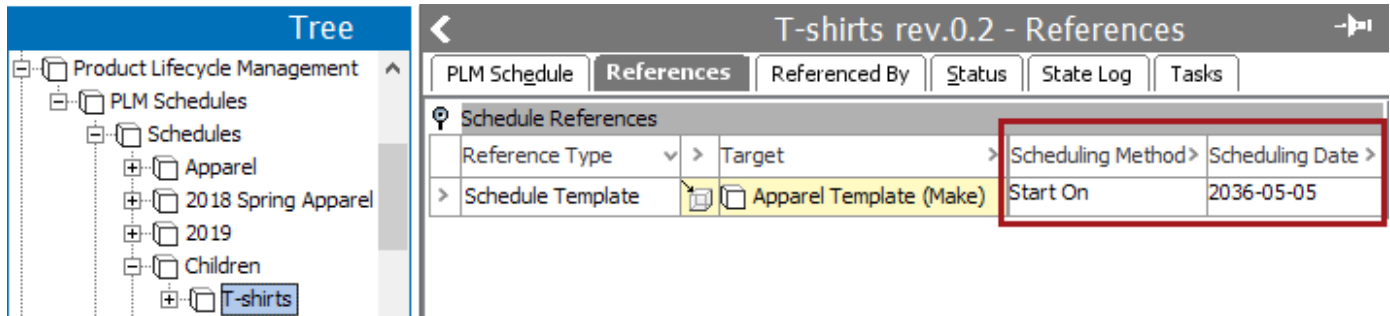 Tree
Product Lifecycle Management
PLM Schedules
Schedules
Apparel
2018 Spring Apparel
2019
Children
T-shirts
T-shirts rev.0.2 - References
PLM Schedule References Referenced By Status State Log Tasks
Schedule References
Reference Type > Target > Scheduling Method > Scheduling Date >
> Schedule Template Apparel Template (Make) Start On 2036-05-05